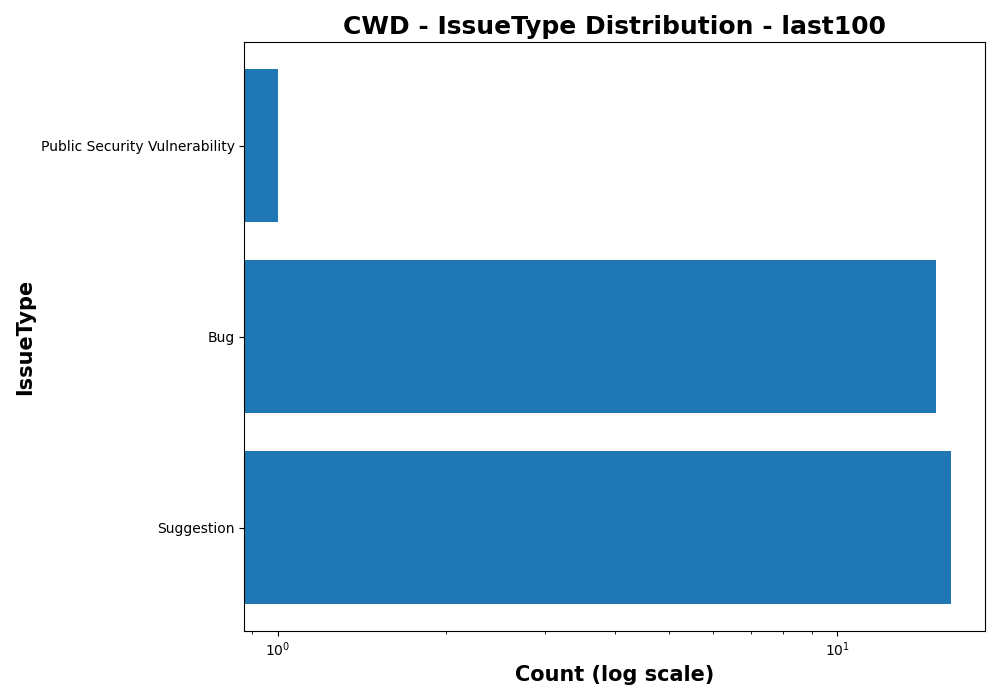 CWD - IssueType Distribution - last100
IssueType
Public Security Vulnerability
Bug
Suggestion
10⁰ 10¹
Count (log scale)